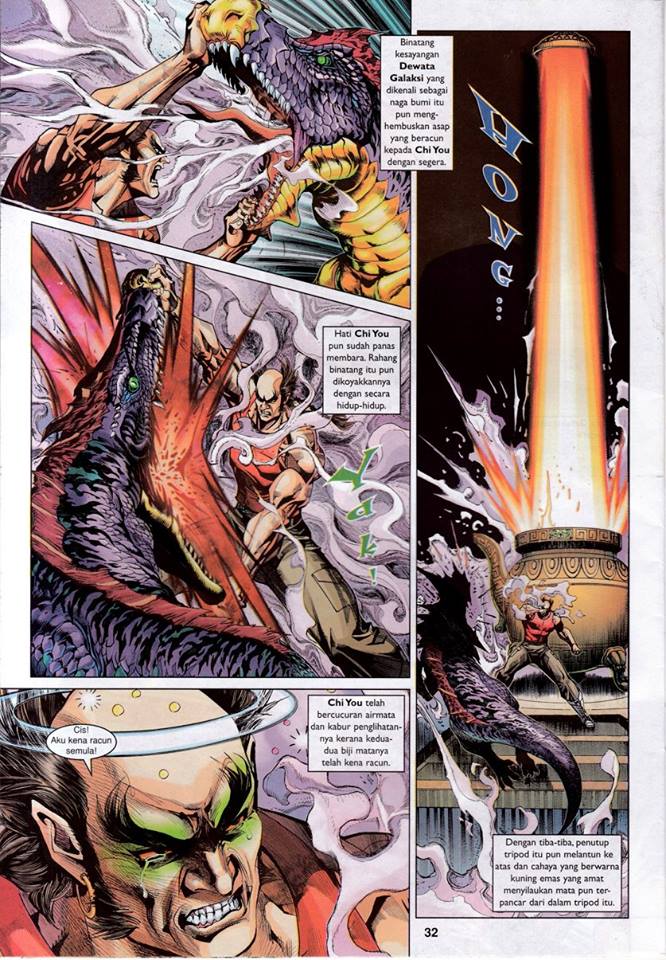 Binatang
kesayangan
Dewata
Galaksi yang
dikenali sebagai
naga bumi itu
pun meng-
hembuskan asap
yang beracun
kepada Chi You
dengan segera.
Hati Chi You
pun sudah panas
membara. Rahang
binatang itu pun
dikoyakkannya
dengan secara
hidup-hidup.
Yak!
Chi You telah
bercucuran airmata
dan kabur penglihatan-
nya kerana kedua-
dua biji matanya
telah kena racun.
Cis!
Aku kena racun
semula!
HONG...
Dengan tiba-tiba, penutup
tripod itu pun melantun ke
atas dan cahaya yang berwarna
kuning emas yang amat
menyilaukan mata pun ter-
pancar dari dalam tripod itu.
32